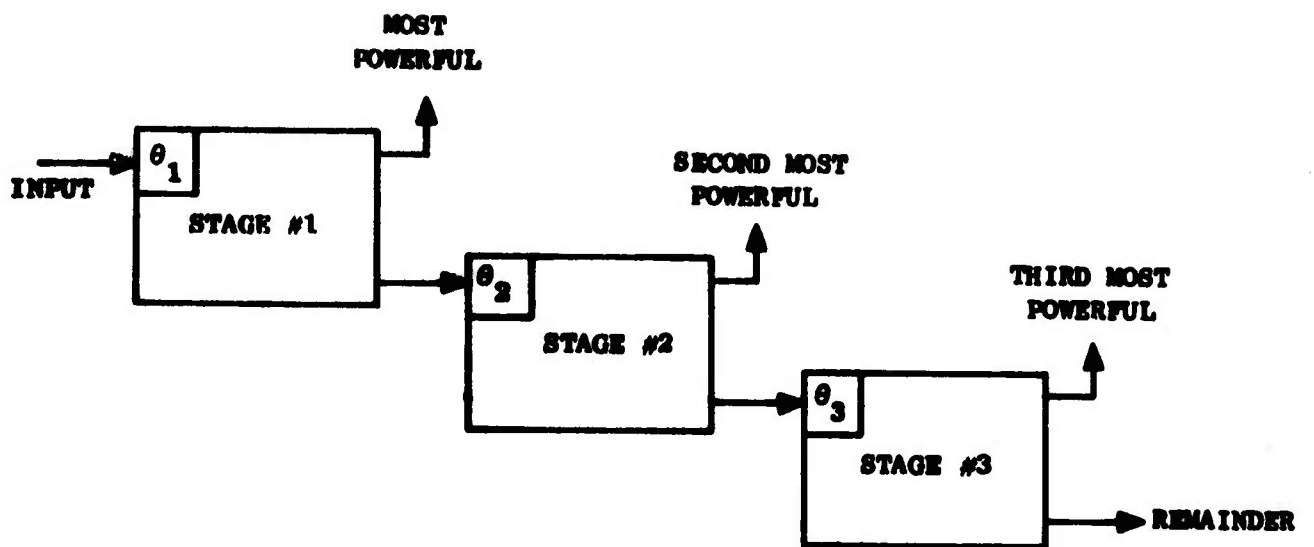 MOST
POWERFUL
INPUT
θ1
STAGE #1
SECOND MOST
POWERFUL
θ2
STAGE #2
THIRD MOST
POWERFUL
θ3
STAGE #3
REMAINDER